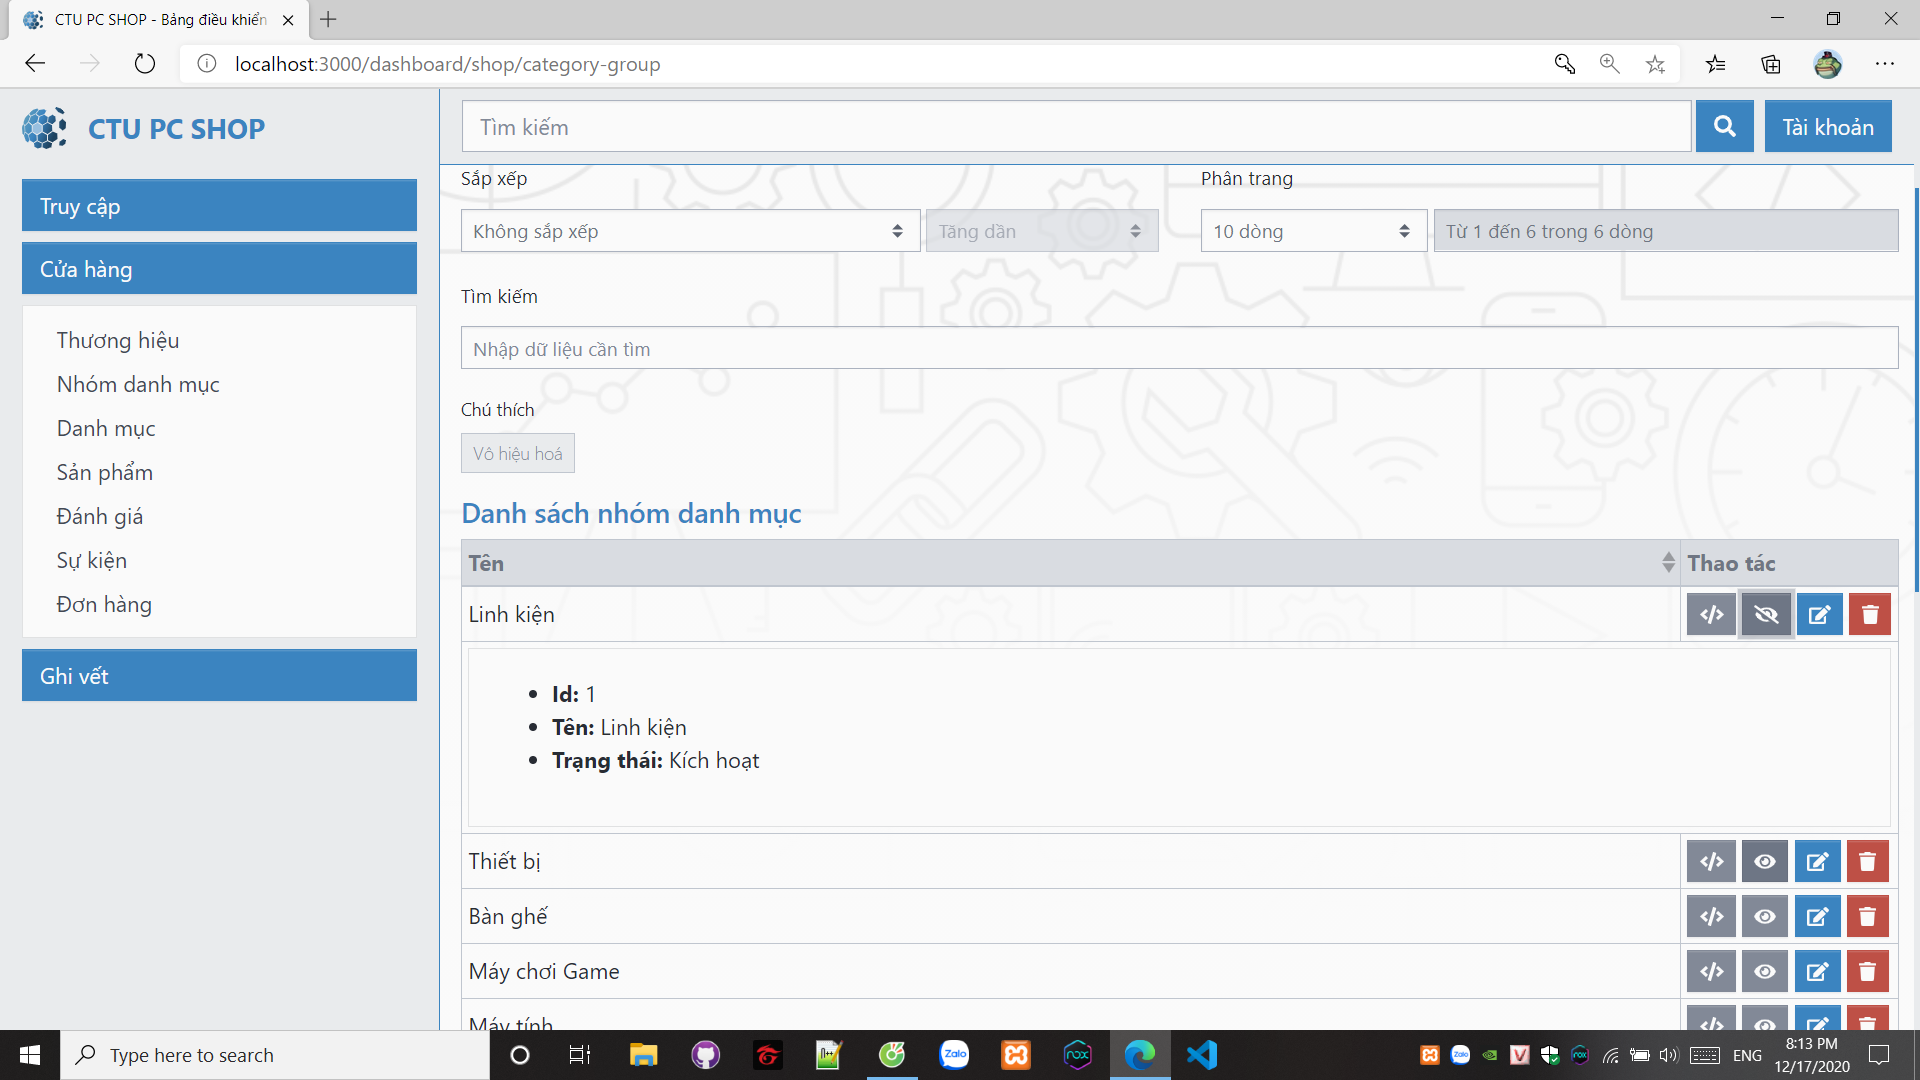 CTU PC SHOP - Bảng điều khiển
localhost:3000/dashboard/shop/category-group
CTU PC SHOP
Tìm kiếm
Tài khoản
Truy cập
Cửa hàng
Thương hiệu
Nhóm danh mục
Danh mục
Sản phẩm
Đánh giá
Sự kiện
Đơn hàng
Ghi vết
Sắp xếp
Phân trang
Không sắp xếp
Tăng dần
10 dòng
Từ 1 đến 6 trong 6 dòng
Tìm kiếm
Nhập dữ liệu cần tìm
Chú thích
Vô hiệu hoá
Danh sách nhóm danh mục
Tên
Thao tác
Linh kiện
Id: 1
Tên: Linh kiện
Trạng thái: Kích hoạt
Thiết bị
Bàn ghế
Máy chơi Game
Máy tính
Type here to search
Zalo
nox
ENG
8:13 PM
12/17/2020